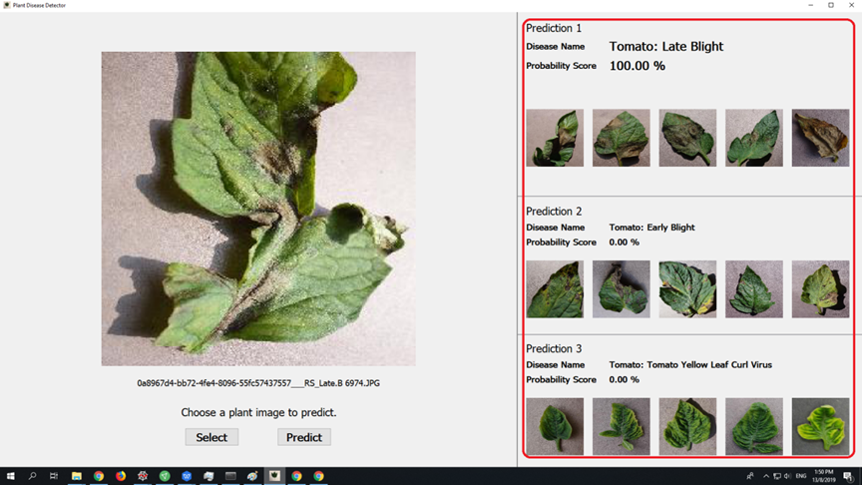 Plant Disease Detector
0a8967d4-bb72-4fe4-8096-55fc57437557___RS_Late.B 6974.JPG
Choose a plant image to predict.
Select Predict
Prediction 1
Disease Name Tomato: Late Blight
Probability Score 100.00 %
Prediction 2
Disease Name Tomato: Early Blight
Probability Score 0.00 %
Prediction 3
Disease Name Tomato: Tomato Yellow Leaf Curl Virus
Probability Score 0.00 %
ENG
1:50 PM
13/8/2019